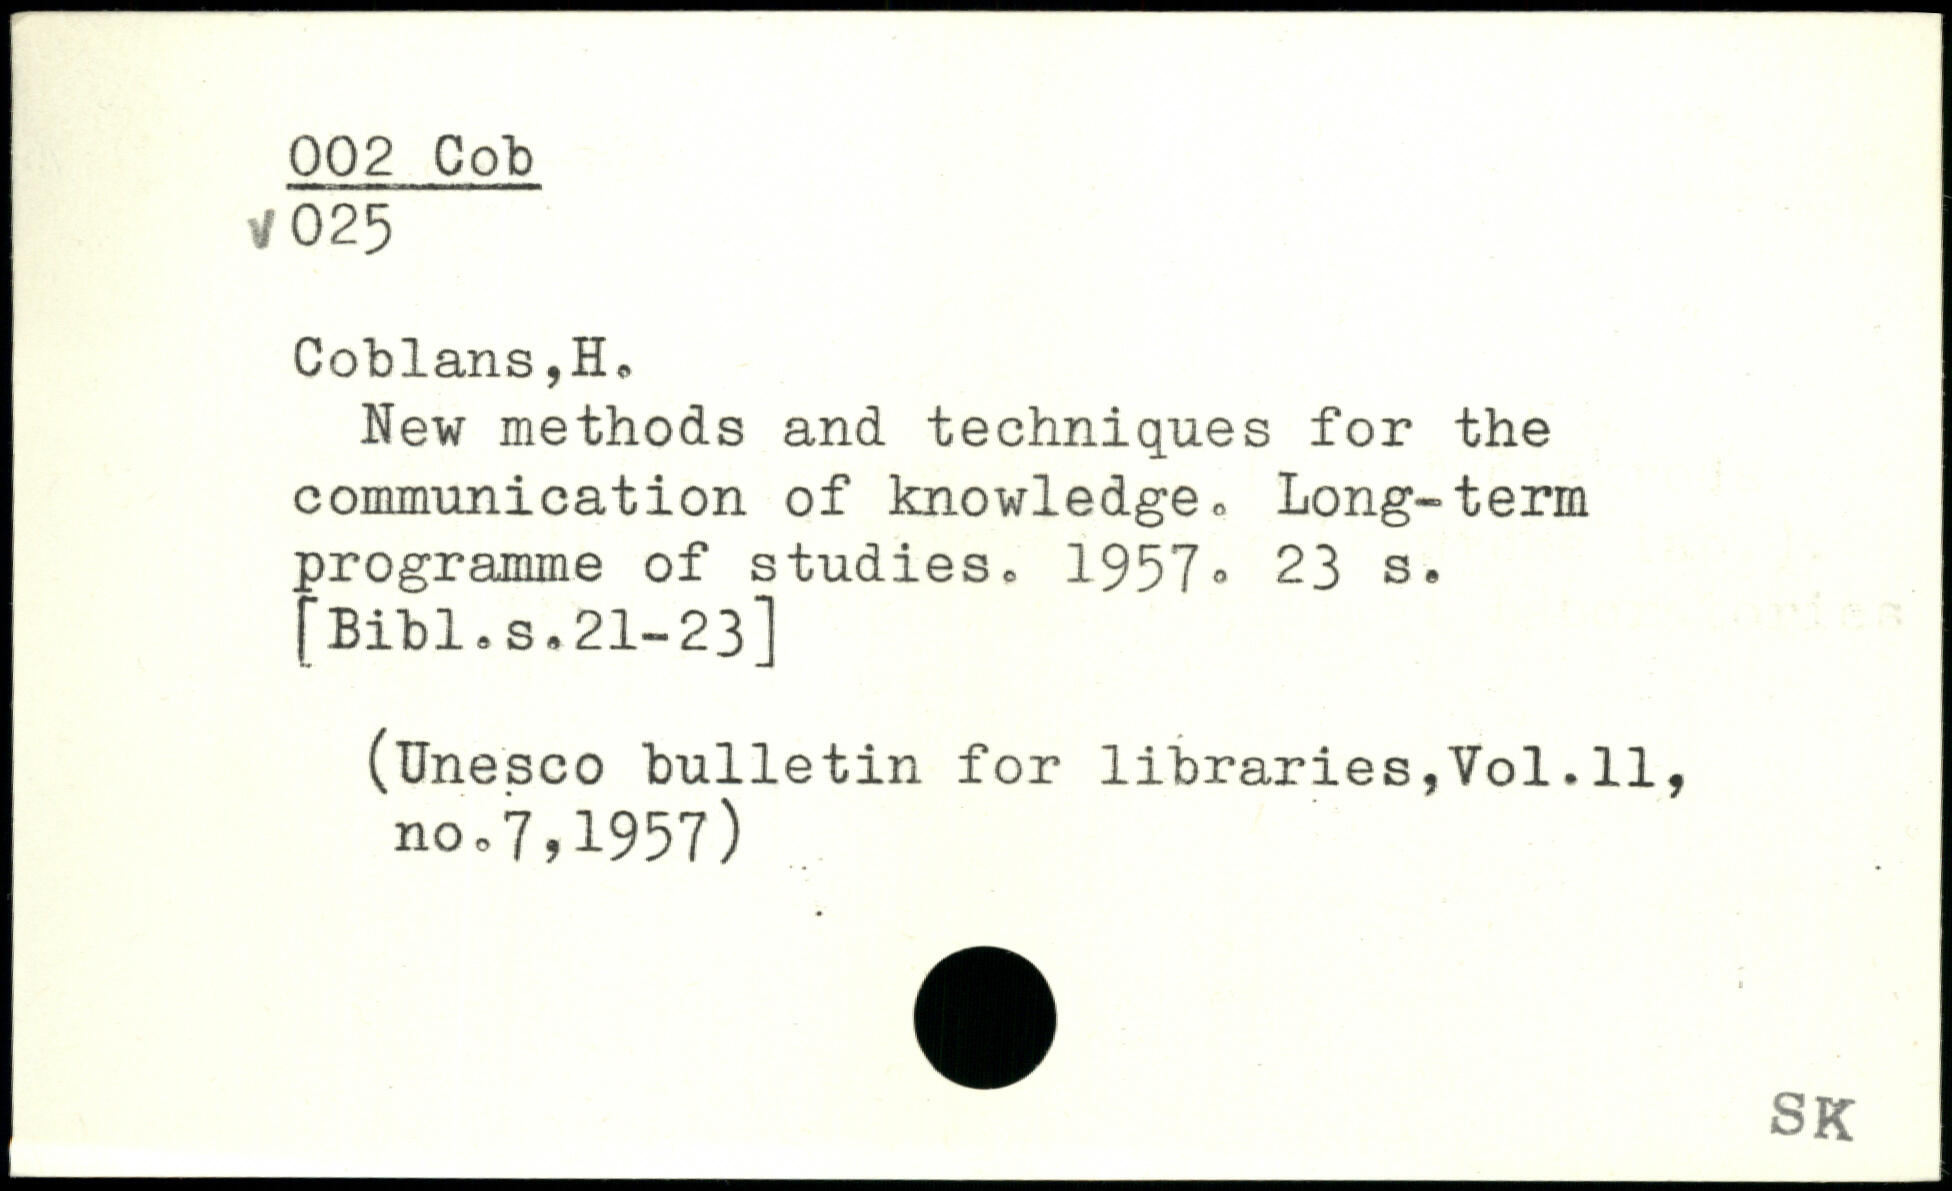 002 Cob
v 025
Coblans,H.
New methods and techniques for the
communication of knowledge. Long-term
programme of studies. 1957. 23 s.
[Bibl.s.21-23]
(Unesco bulletin for libraries,Vol.11,
no.7,1957)
SK